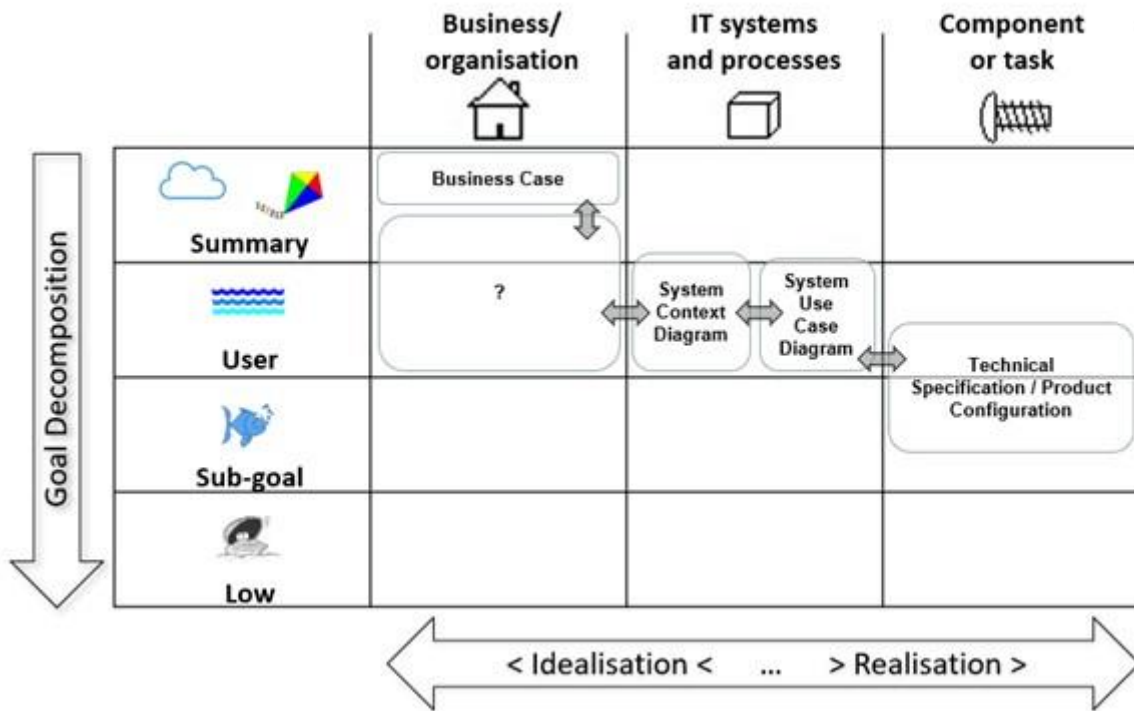 Business/
organisation
IT systems
and processes
Component
or task
Goal Decomposition
Summary
Business Case
User
?
System
Context
Diagram
System
Use
Case
Diagram
Technical
Specification / Product
Configuration
Sub-goal
Low
< Idealisation < ... > Realisation >